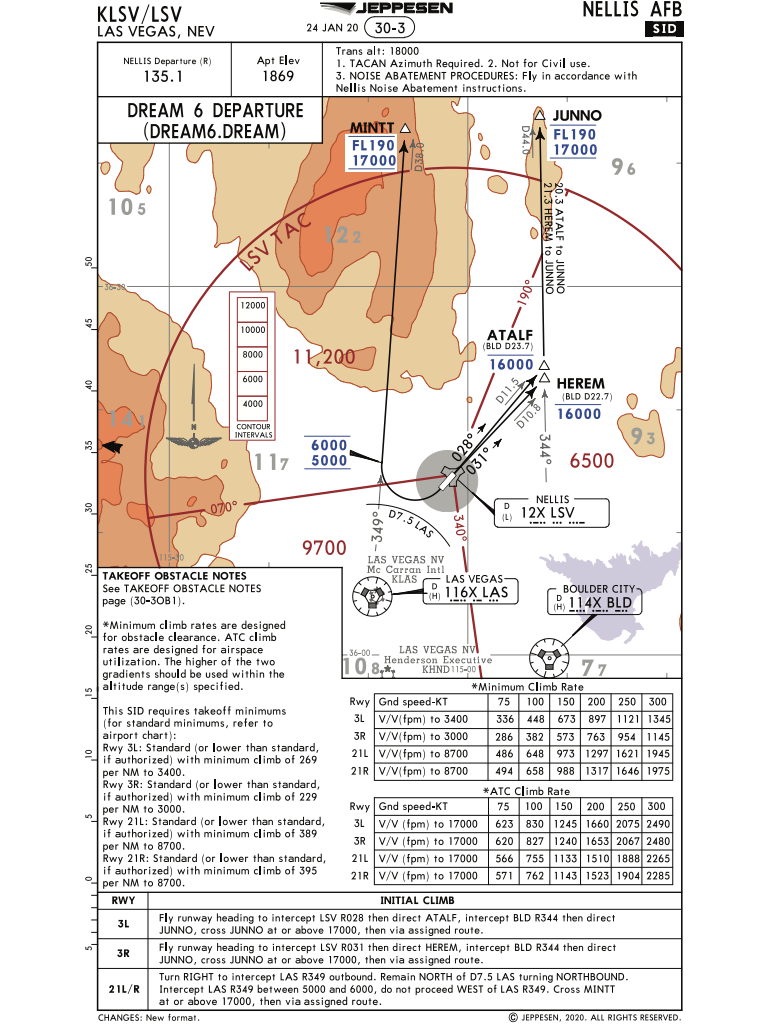 KLSV/LSV
LAS VEGAS, NEV
JEPPESEN
24 JAN 20
30-3
NELLIS AFB
SID
NELLIS Departure (R)
135.1
Apt Elev
1869
Trans alt: 18000
1. TACAN Azimuth Required. 2. Not for Civil use.
3. NOISE ABATEMENT PROCEDURES: Fly in accordance with
Nellis Noise Abatement instructions.
DREAM 6 DEPARTURE
(DREAM6.DREAM)
MINTT
FL190
17000
D38.0
JUNNO
FL190
17000
D44.0
96
105
122
LSV TAC
20.3 ATALF to JUNNO
21.3 HEREM to JUNNO
190°
50
36-30
12000
10000
8000
6000
4000
CONTOUR
INTERVALS
45
11,200
ATALF
(BLD D23.7)
16000
HEREM
(BLD D22.7)
16000
D11.5
D10.8
40
141
N
93
35
117
6000
5000
028°
031°
344°
6500
30
070°
349°
D7.5 LAS
340°
NELLIS
D
(L)
12X LSV
9700
115-30
25
LAS VEGAS NV
Mc Carran Intl
KLAS
LAS VEGAS
D
(H)
116X LAS
BOULDER CITY
D
(H)
114X BLD
36-00
LAS VEGAS NV
Henderson Executive
KHND
115-00
108
77
20
15
10
5
0
5
TAKEOFF OBSTACLE NOTES
See TAKEOFF OBSTACLE NOTES
page (30-3OB1).
*Minimum climb rates are designed
for obstacle clearance. ATC climb
rates are designed for airspace
utilization. The higher of the two
gradients should be used within the
altitude range(s) specified.
This SID requires takeoff minimums
(for standard minimums, refer to
airport chart):
Rwy 3L: Standard (or lower than standard,
if authorized) with minimum climb of 269
per NM to 3400.
Rwy 3R: Standard (or lower than standard,
if authorized) with minimum climb of 229
per NM to 3000.
Rwy 21L: Standard (or lower than standard,
if authorized) with minimum climb of 389
per NM to 8700.
Rwy 21R: Standard (or lower than standard,
if authorized) with minimum climb of 395
per NM to 8700.
*Minimum Climb Rate
Rwy Gnd speed-KT 75 100 150 200 250 300
3L V/V(fpm) to 3400 336 448 673 897 1121 1345
3R V/V(fpm) to 3000 286 382 573 763 954 1145
21L V/V(fpm) to 8700 486 648 973 1297 1621 1945
21R V/V(fpm) to 8700 494 658 988 1317 1646 1975
*ATC Climb Rate
Rwy Gnd speed-KT 75 100 150 200 250 300
3L V/V (fpm) to 17000 623 830 1245 1660 2075 2490
3R V/V (fpm) to 17000 620 827 1240 1653 2067 2480
21L V/V (fpm) to 17000 566 755 1133 1510 1888 2265
21R V/V (fpm) to 17000 571 762 1143 1523 1904 2285
RWY INITIAL CLIMB
3L
Fly runway heading to intercept LSV R028 then direct ATALF, intercept BLD R344 then direct
JUNNO, cross JUNNO at or above 17000, then via assigned route.
3R
Fly runway heading to intercept LSV R031 then direct HEREM, intercept BLD R344 then direct
JUNNO, cross JUNNO at or above 17000, then via assigned route.
21L/R
Turn RIGHT to intercept LAS R349 outbound. Remain NORTH of D7.5 LAS turning NORTHBOUND.
Intercept LAS R349 between 5000 and 6000, do not proceed WEST of LAS R349. Cross MINTT
at or above 17000, then via assigned route.
CHANGES: New format.
© JEPPESEN, 2020. ALL RIGHTS RESERVED.